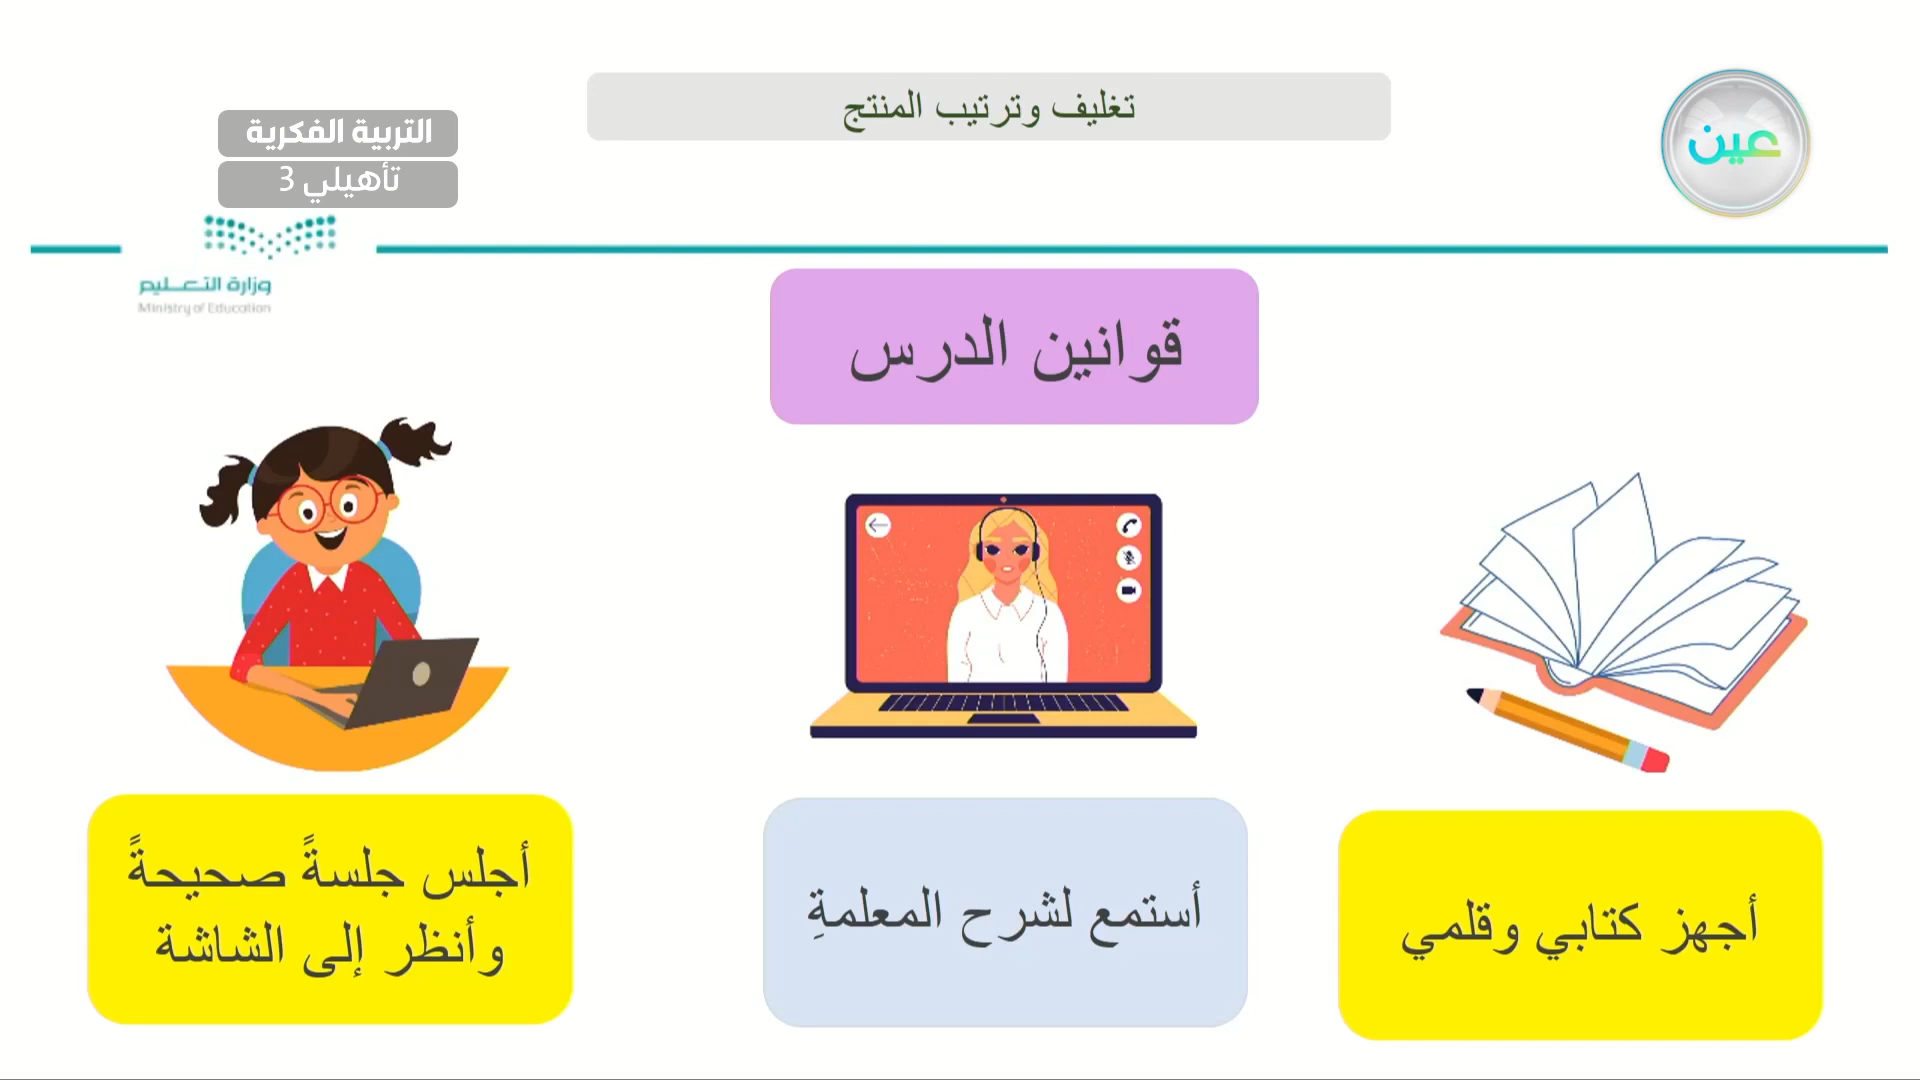 تغليف وترتيب المنتج
عين
التربية الفكرية
تأهيلي 3
وزارة التعليم
Ministry of Education
قوانين الدرس
أجهز كتابي وقلمي
أستمع لشرح المعلمةِ
أجلس جلسةً صحيحةً
وأنظر إلى الشاشة